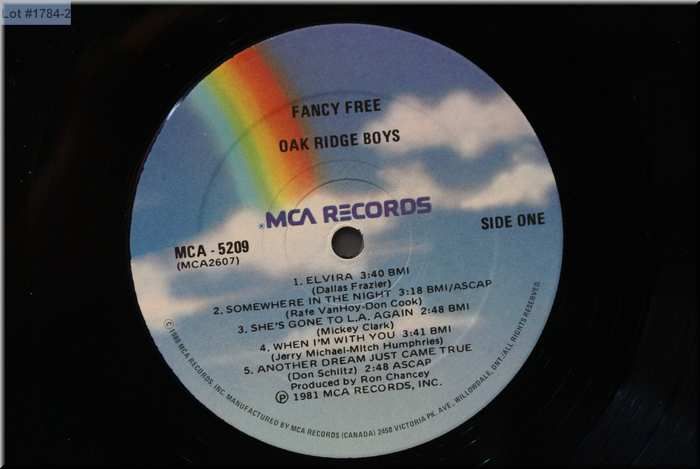 Lot #1784-2
FANCY FREE
OAK RIDGE BOYS
MCA RECORDS
MCA - 5209
(MCA2607)
SIDE ONE
1. ELVIRA 3:40 BMI
(Dallas Frazier)
2. SOMEWHERE IN THE NIGHT 3:18 BMI/ASCAP
(Rafe VanHoy-Don Cook)
3. SHE'S GONE TO L.A. AGAIN 2:48 BMI
(Mickey Clark)
4. WHEN I'M WITH YOU 3:41 BMI
(Jerry Michael-Mitch Humphries)
5. ANOTHER DREAM JUST CAME TRUE
(Don Schlitz) 2:48 ASCAP
Produced by Ron Chancey
Ⓟ 1981 MCA RECORDS, INC.
© 1980 MCA RECORDS, INC. MANUFACTURED BY MCA RECORDS (CANADA) 2450 VICTORIA PK. AVE., WILLOWDALE, ONT./ALL RIGHTS RESERVED.